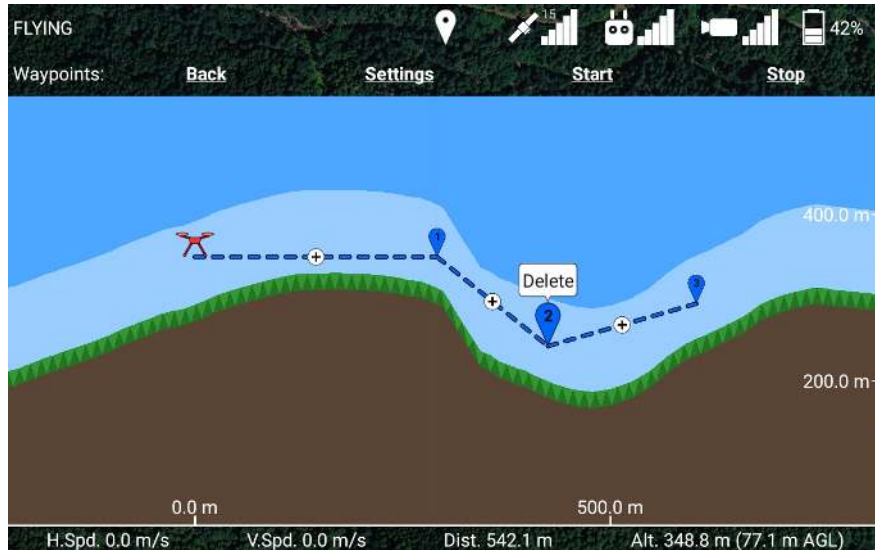 FLYING 15 42%
Waypoints: Back Settings Start Stop
400.0 m
1
Delete
3
2
200.0 m
0.0 m 500.0 m
H.Spd. 0.0 m/s V.Spd. 0.0 m/s Dist. 542.1 m Alt. 348.8 m (77.1 m AGL)